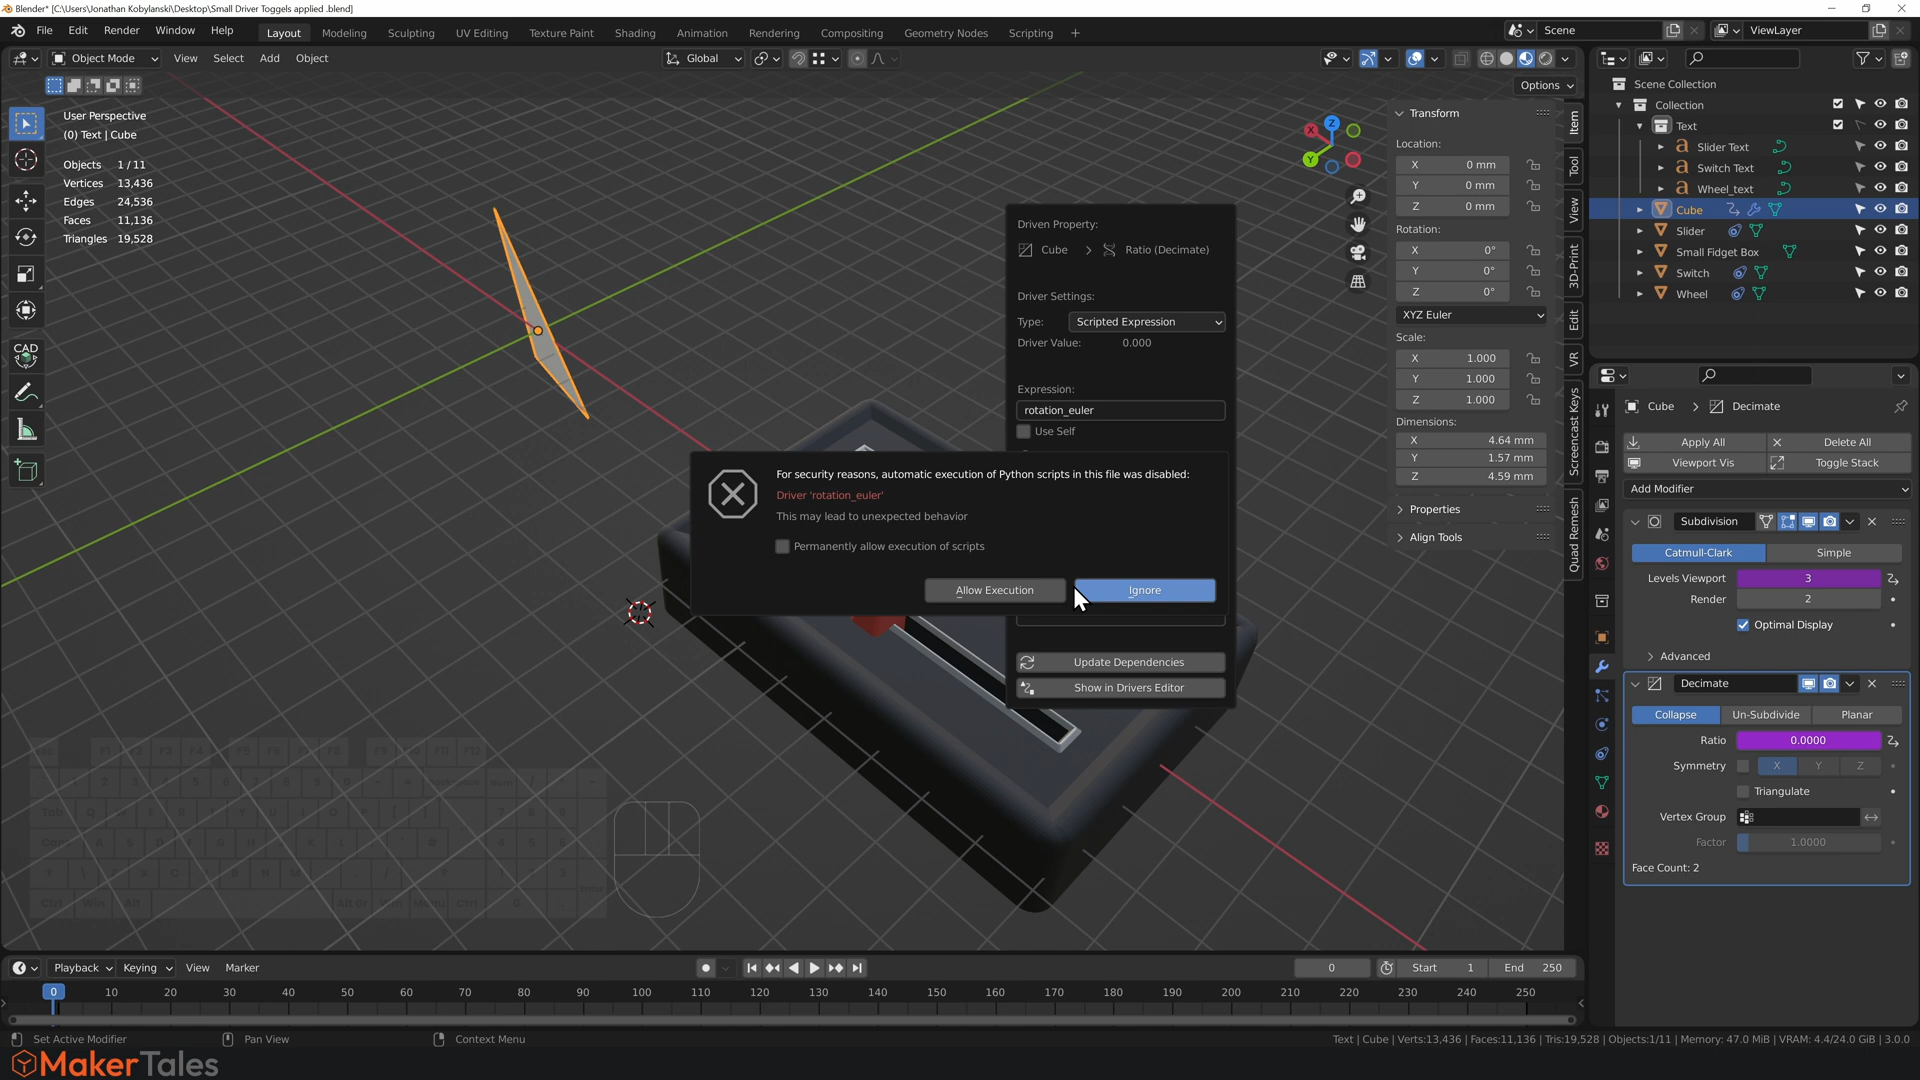 Blender* [C:\Users\Jonathan Kobylanski\Desktop\Small Driver Toggels applied .blend]
File Edit Render Window Help Layout Modeling Sculpting UV Editing Texture Paint Shading Animation Rendering Compositing Geometry Nodes Scripting + Scene ViewLayer
Object Mode View Select Add Object Global
Options
User Perspective
(0) Text | Cube
Objects 1 / 11
Vertices 13,436
Edges 24,536
Faces 11,136
Triangles 19,528
CAD
X Y Z
Driven Property:
Cube > Ratio (Decimate)
Driver Settings:
Type: Scripted Expression
Driver Value: 0.000
Expression:
rotation_euler
Use Self
For security reasons, automatic execution of Python scripts in this file was disabled:
Driver 'rotation_euler'
This may lead to unexpected behavior
Permanently allow execution of scripts
Allow Execution Ignore
Update Dependencies
Show in Drivers Editor
Transform
Location:
X 0 mm
Y 0 mm
Z 0 mm
Rotation:
X 0°
Y 0°
Z 0°
XYZ Euler
Scale:
X 1.000
Y 1.000
Z 1.000
Dimensions:
X 4.64 mm
Y 1.57 mm
Z 4.59 mm
Properties
Align Tools
Item
Tool
View
3D-Print
Edit
VR
Screencast Keys
Quad Remesh
Scene Collection
Collection
Text
Slider Text
Switch Text
Wheel_text
Cube
Slider
Small Fidget Box
Switch
Wheel
Cube > Decimate
Apply All Delete All
Viewport Vis Toggle Stack
Add Modifier
Subdivision
Catmull-Clark Simple
Levels Viewport 3
Render 2
Optimal Display
Advanced
Decimate
Collapse Un-Subdivide Planar
Ratio 0.0000
Symmetry X Y Z
Triangulate
Vertex Group
Factor 1.0000
Face Count: 2
Playback Keying View Marker 0 Start 1 End 250
0 10 20 30 40 50 60 70 80 90 100 110 120 130 140 150 160 170 180 190 200 210 220 230 240 250
Set Active Modifier Pan View Context Menu Text | Cube | Verts:13,436 | Faces:11,136 | Tris:19,528 | Objects:1/11 | Memory: 47.0 MiB | VRAM: 4.4/24.0 GiB | 3.0.0
MakerTales